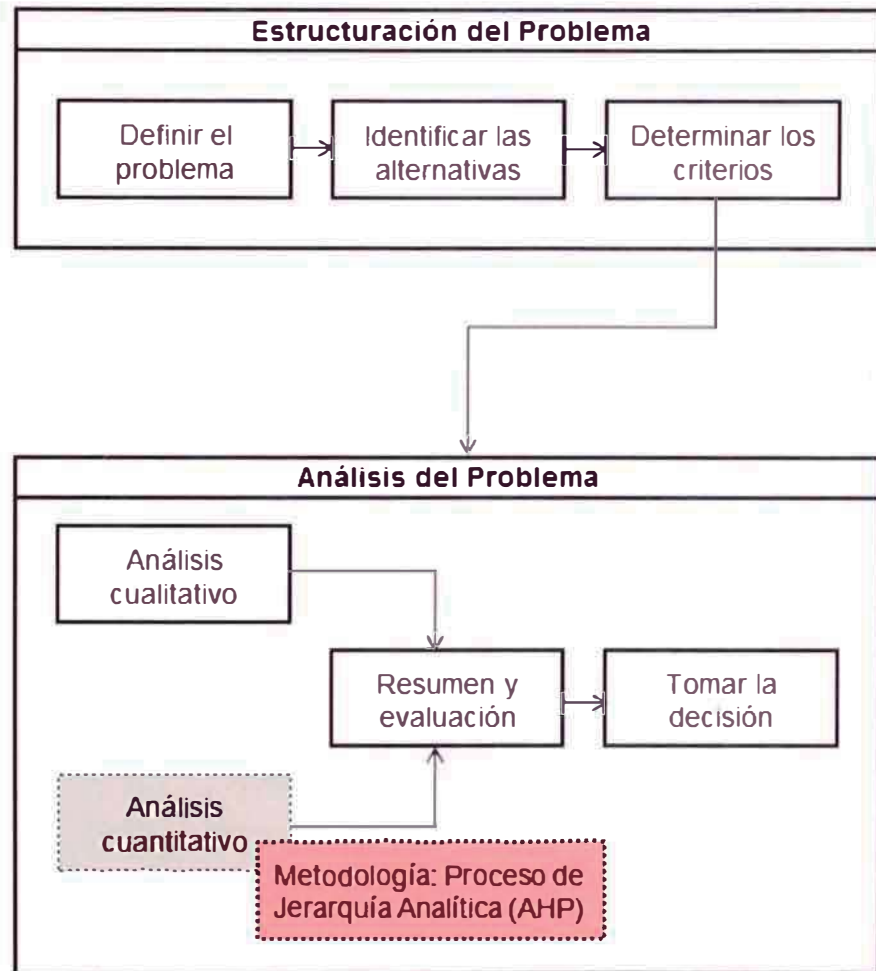 Estructuración del Problema
Definir el
problema
Identificar las
alternativas
Determinar los
criterios
Análisis del Problema
Análisis
cualitativo
Resumen y
evaluación
Tomar la
decisión
Análisis
cuantitativo
Metodología: Proceso de
Jerarquía Analítica (AHP)